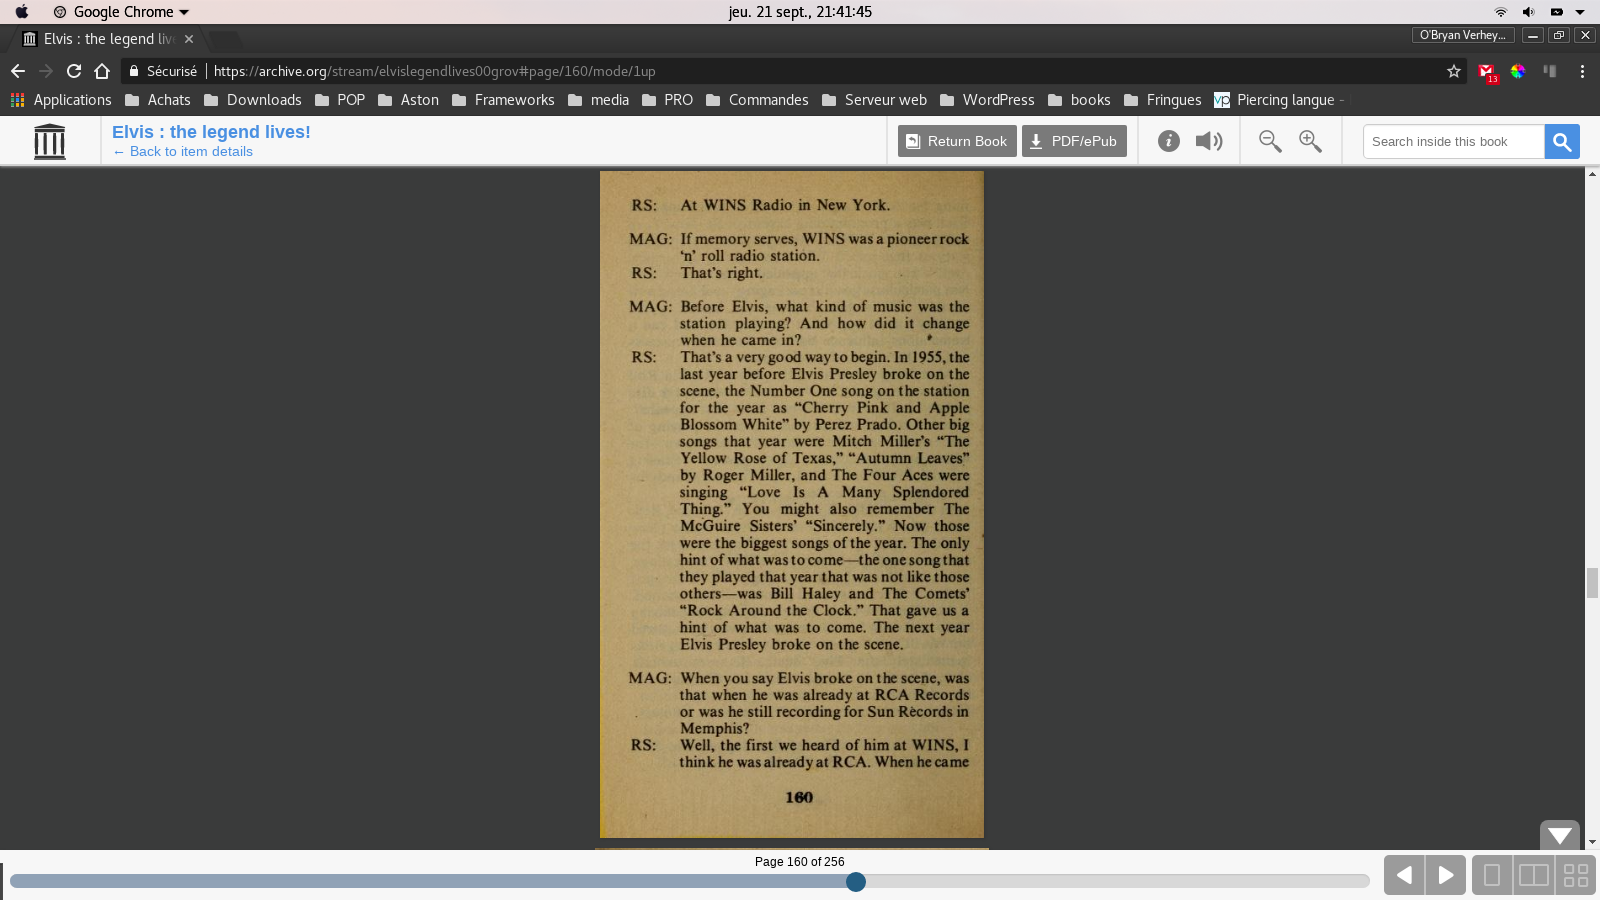 Google Chrome
jeu. 21 sept., 21:41:45
Elvis : the legend live
O'Bryan Verhey...
Sécurisé
https://archive.org/stream/elvislegendlives00grov#page/160/mode/1up
13
Applications Achats Downloads POP Aston Frameworks media PRO Commandes Serveur web WordPress books Fringues vp Piercing langue -
Elvis : the legend lives!
← Back to item details
Return Book
PDF/ePub
Search inside this book
RS: At WINS Radio in New York.
MAG: If memory serves, WINS was a pioneer rock
'n' roll radio station.
RS: That's right.
MAG: Before Elvis, what kind of music was the
station playing? And how did it change
when he came in?
RS: That's a very good way to begin. In 1955, the
last year before Elvis Presley broke on the
scene, the Number One song on the station
for the year as “Cherry Pink and Apple
Blossom White” by Perez Prado. Other big
songs that year were Mitch Miller's “The
Yellow Rose of Texas,” “Autumn Leaves”
by Roger Miller, and The Four Aces were
singing “Love Is A Many Splendored
Thing.” You might also remember The
McGuire Sisters' “Sincerely.” Now those
were the biggest songs of the year. The only
hint of what was to come—the one song that
they played that year that was not like those
others—was Bill Haley and The Comets'
“Rock Around the Clock.” That gave us a
hint of what was to come. The next year
Elvis Presley broke on the scene.
MAG: When you say Elvis broke on the scene, was
that when he was already at RCA Records
or was he still recording for Sun Records in
Memphis?
RS: Well, the first we heard of him at WINS, I
think he was already at RCA. When he came
160
Page 160 of 256